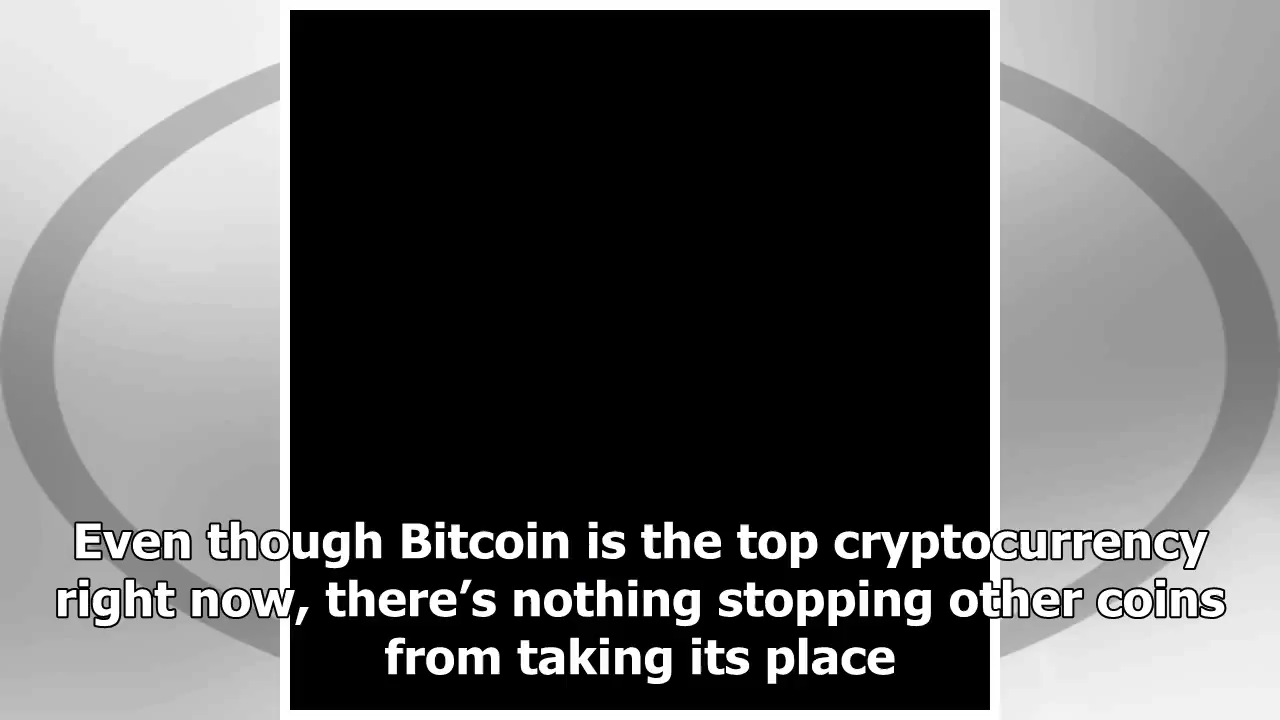 Even though Bitcoin is the top cryptocurrency
right now, there’s nothing stopping other coins
from taking its place